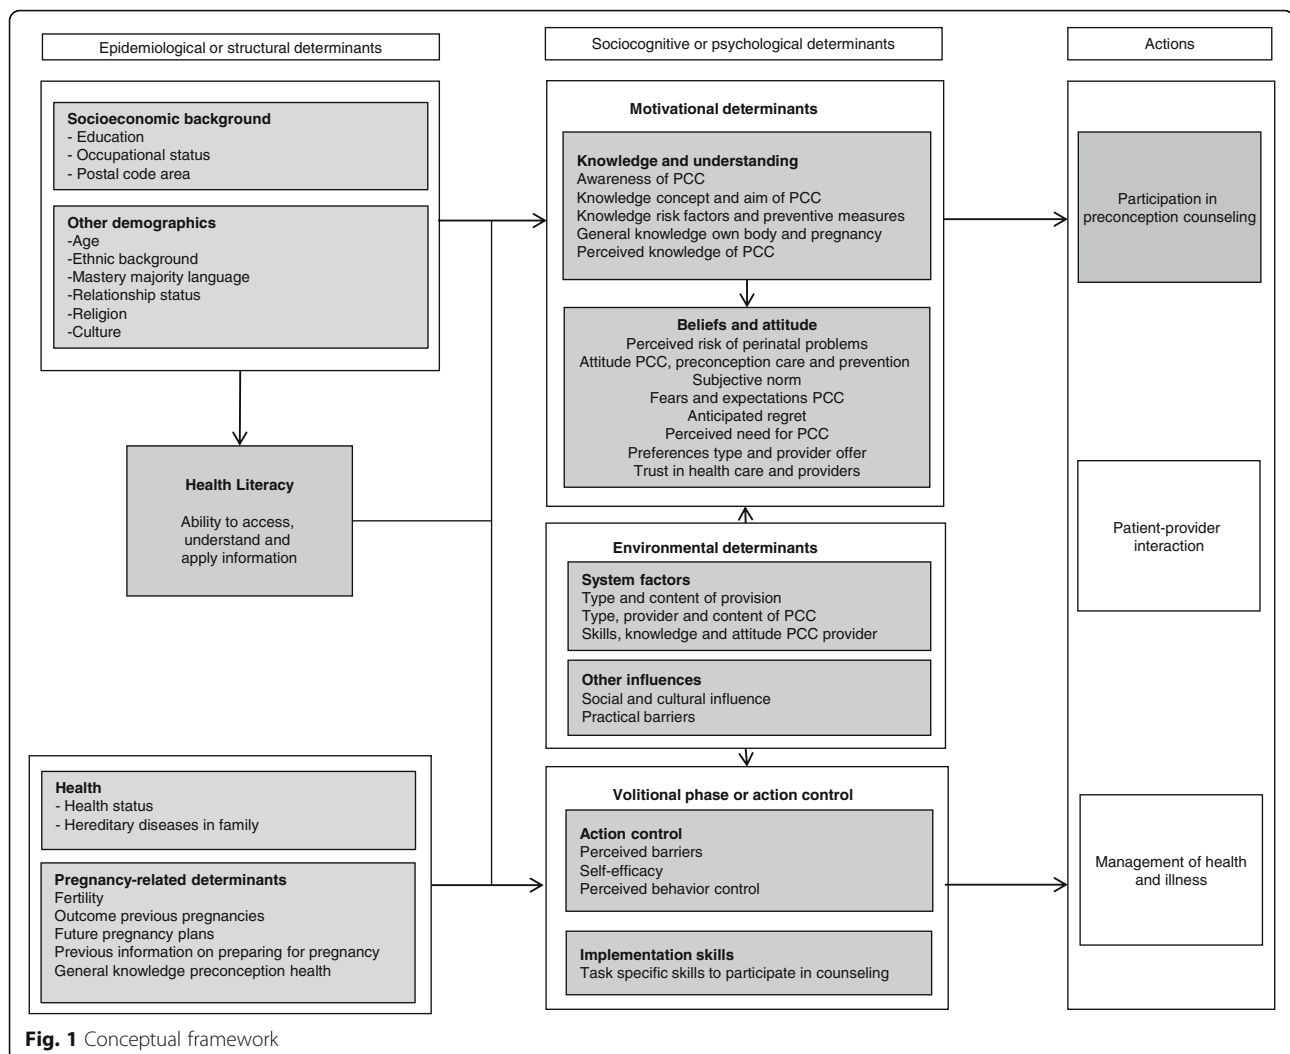 Epidemiological or structural determinants
Socioeconomic background
- Education
- Occupational status
- Postal code area
Other demographics
-Age
-Ethnic background
-Mastery majority language
-Relationship status
-Religion
-Culture
Health Literacy
Ability to access,
understand and
apply information
Health
- Health status
- Hereditary diseases in family
Pregnancy-related determinants
Fertility
Outcome previous pregnancies
Future pregnancy plans
Previous information on preparing for pregnancy
General knowledge preconception health
Sociocognitive or psychological determinants
Motivational determinants
Knowledge and understanding
Awareness of PCC
Knowledge concept and aim of PCC
Knowledge risk factors and preventive measures
General knowledge own body and pregnancy
Perceived knowledge of PCC
Beliefs and attitude
Perceived risk of perinatal problems
Attitude PCC, preconception care and prevention
Subjective norm
Fears and expectations PCC
Anticipated regret
Perceived need for PCC
Preferences type and provider offer
Trust in health care and providers
Environmental determinants
System factors
Type and content of provision
Type, provider and content of PCC
Skills, knowledge and attitude PCC provider
Other influences
Social and cultural influence
Practical barriers
Volitional phase or action control
Action control
Perceived barriers
Self-efficacy
Perceived behavior control
Implementation skills
Task specific skills to participate in counseling
Actions
Participation in
preconception counseling
Patient-provider
interaction
Management of health
and illness
Fig. 1 Conceptual framework